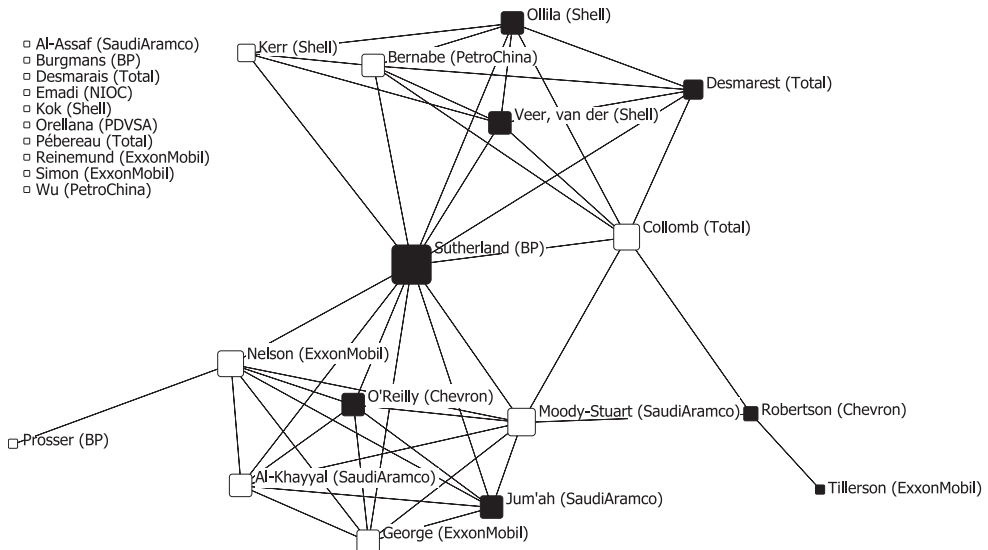 Ollila (Shell)
Al-Assaf (SaudiAramco)
Kerr (Shell)
Bernabe (PetroChina)
Burgmans (BP)
Desmarais (Total)
Desmarest (Total)
Emadi (NIOC)
Kok (Shell)
Veer, van der (Shell)
Orellana (PDVSA)
Pébereau (Total)
Reinemund (ExxonMobil)
Simon (ExxonMobil)
Wu (PetroChina)
Collomb (Total)
Sutherland (BP)
Nelson (ExxonMobil)
O'Reilly (Chevron)
Moody-Stuart (SaudiAramco)
Robertson (Chevron)
Prosser (BP)
Al-Khayyal (SaudiAramco)
Tillerson (ExxonMobil)
Jum'ah (SaudiAramco)
George (ExxonMobil)